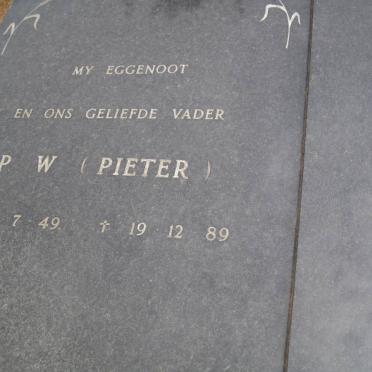 MY EGGENOOT
EN ONS GELIEFDE VADER
P W ( PIETER )
7 49 † 19 12 89